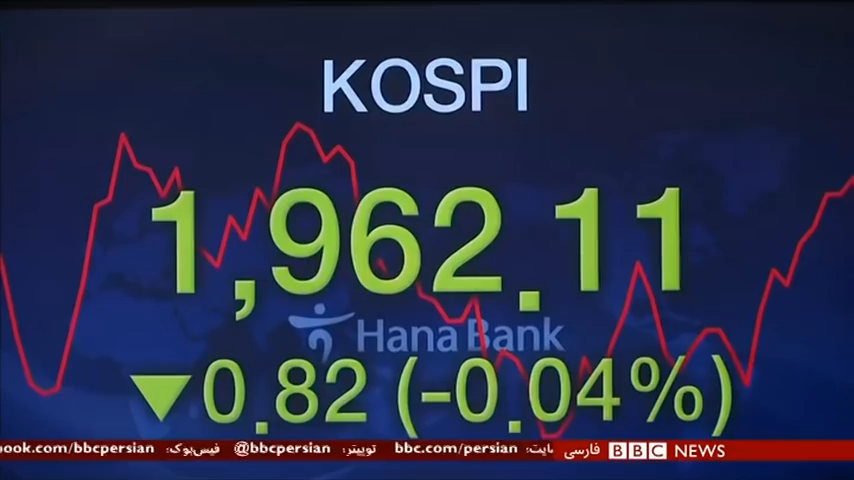 KOSPI
1,962.11
Hana Bank
▼0.82 (-0.04%)
ook.com/bbcpersian فیس‌بوک: @bbcpersian توییتر: bbc.com/persian سایت: فارسی BBC NEWS